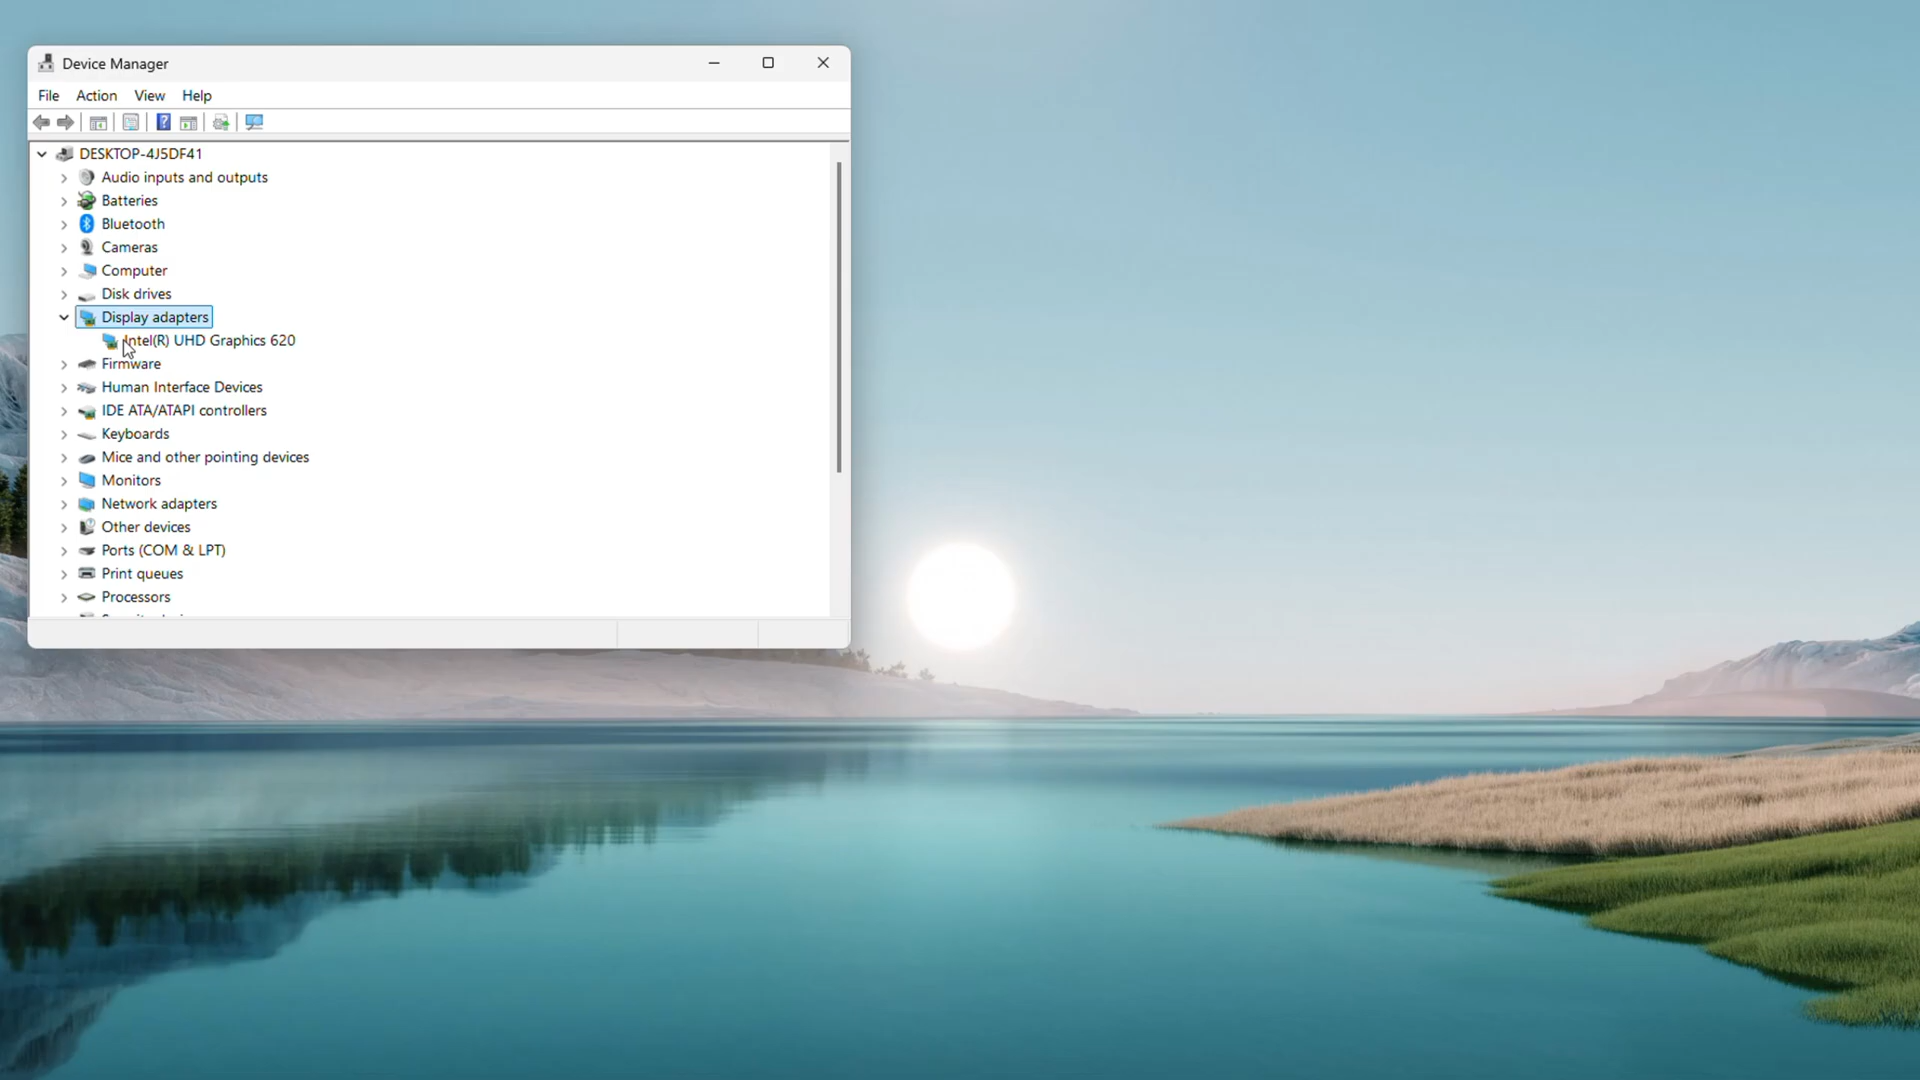 Device Manager
File Action View Help
DESKTOP-4J5DF41
Audio inputs and outputs
Batteries
Bluetooth
Cameras
Computer
Disk drives
Display adapters
Intel(R) UHD Graphics 620
Firmware
Human Interface Devices
IDE ATA/ATAPI controllers
Keyboards
Mice and other pointing devices
Monitors
Network adapters
Other devices
Ports (COM & LPT)
Print queues
Processors